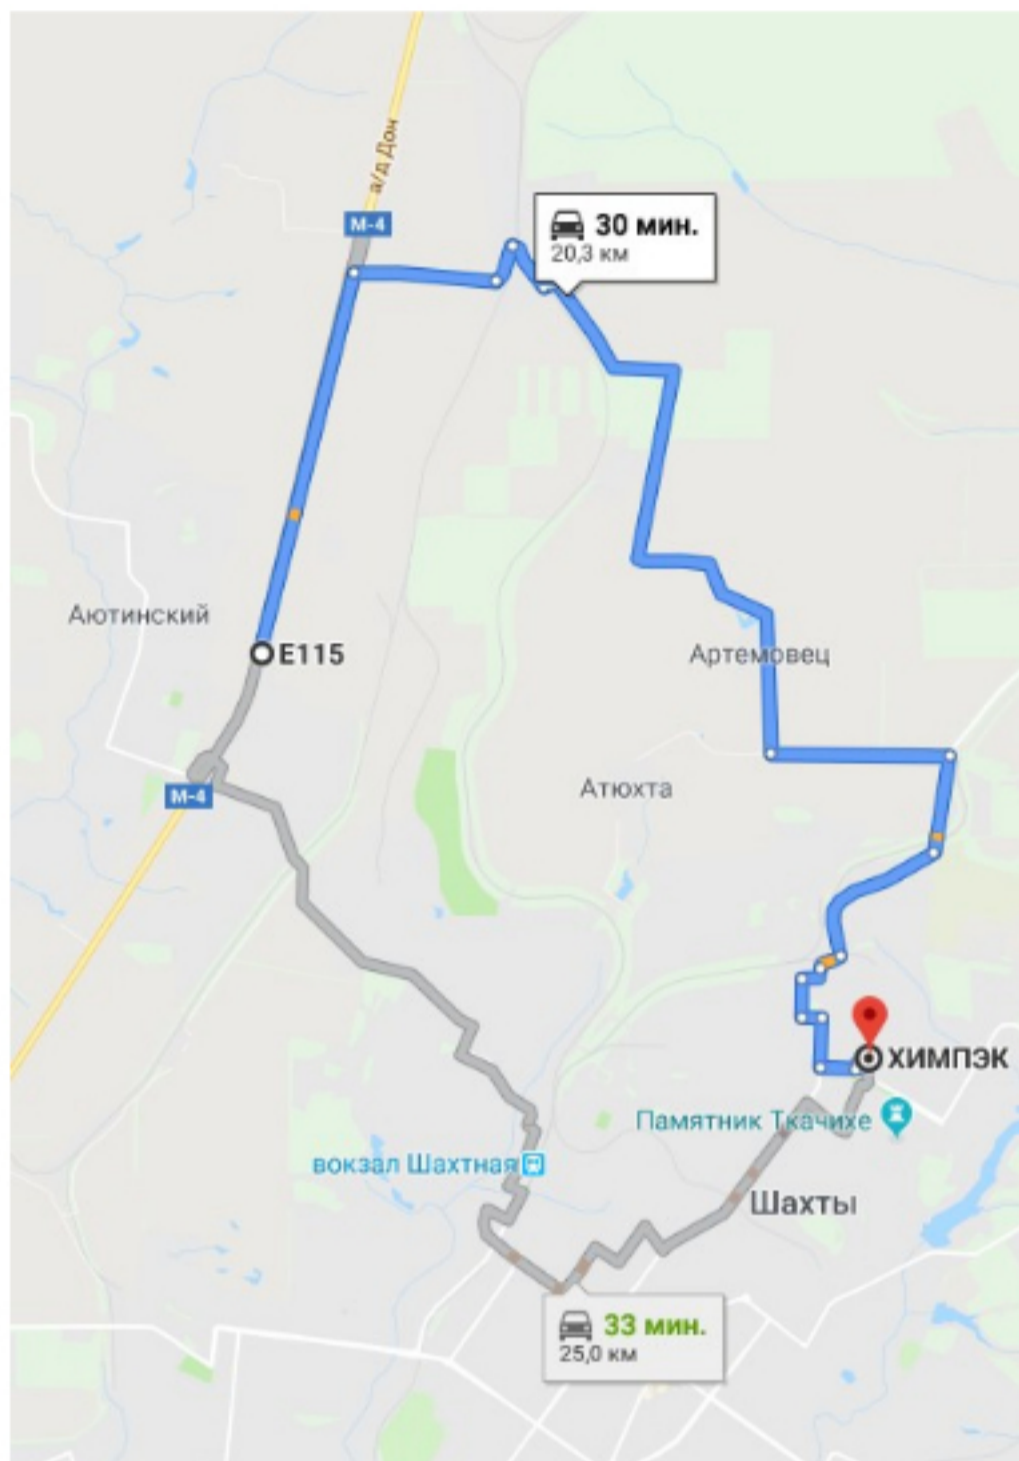 а/д Дон
М-4
30 мин.
20,3 км
Аютинский
E115
Артемовец
М-4
Атюхта
ХИМПЭК
Памятник Ткачихе
вокзал Шахтная
Шахты
33 мин.
25,0 км